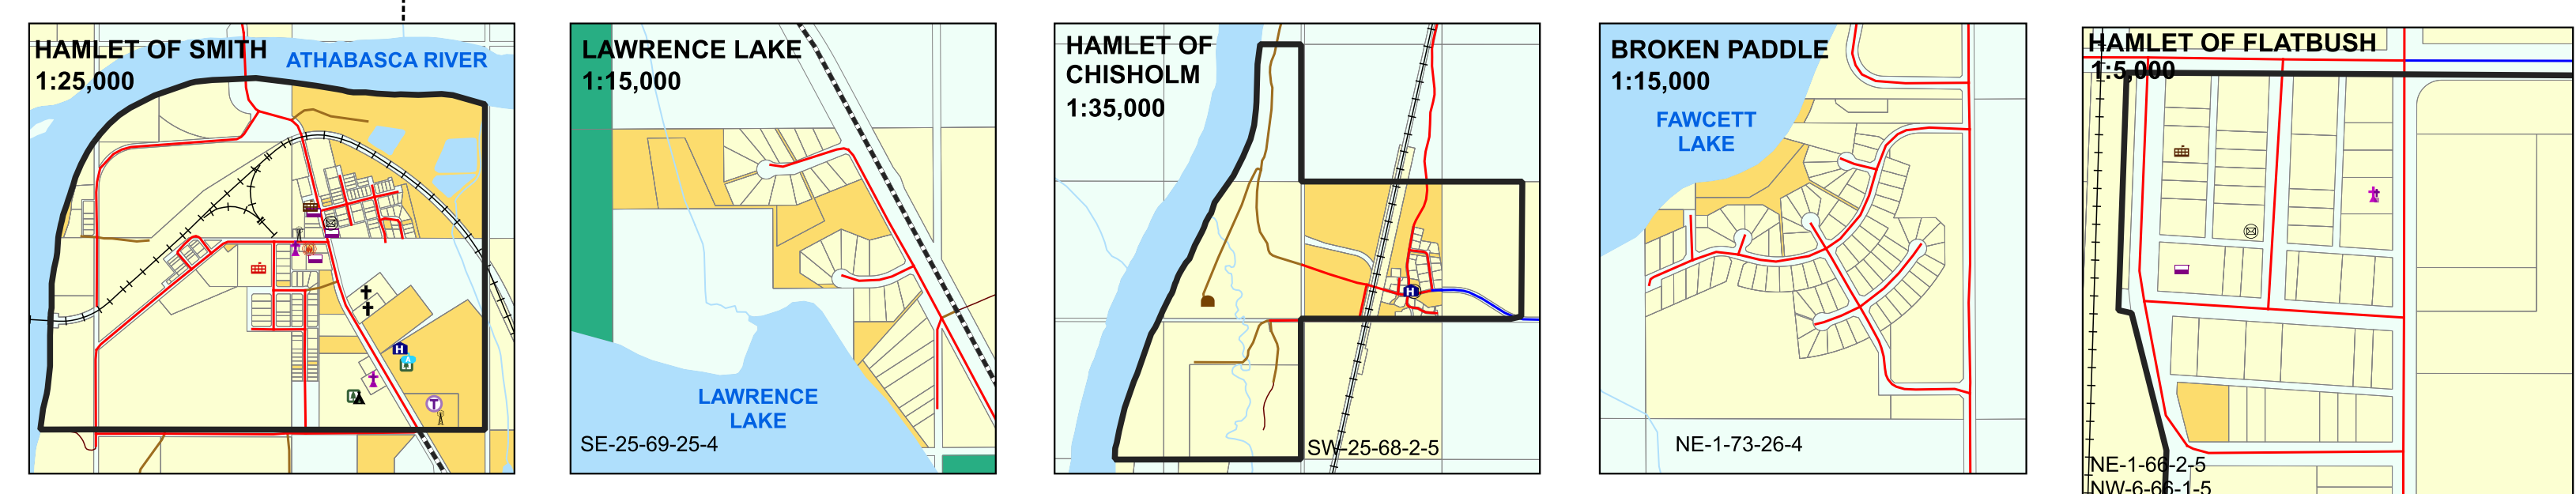 HAMLET OF SMITH
1:25,000
ATHABASCA RIVER
H
T
LAWRENCE LAKE
1:15,000
LAWRENCE
LAKE
SE-25-69-25-4
HAMLET OF
CHISHOLM
1:35,000
H
SW-25-68-2-5
BROKEN PADDLE
1:15,000
FAWCETT
LAKE
NE-1-73-26-4
HAMLET OF FLATBUSH
1:5,000
NE-1-66-2-5
NW-6-66-1-5